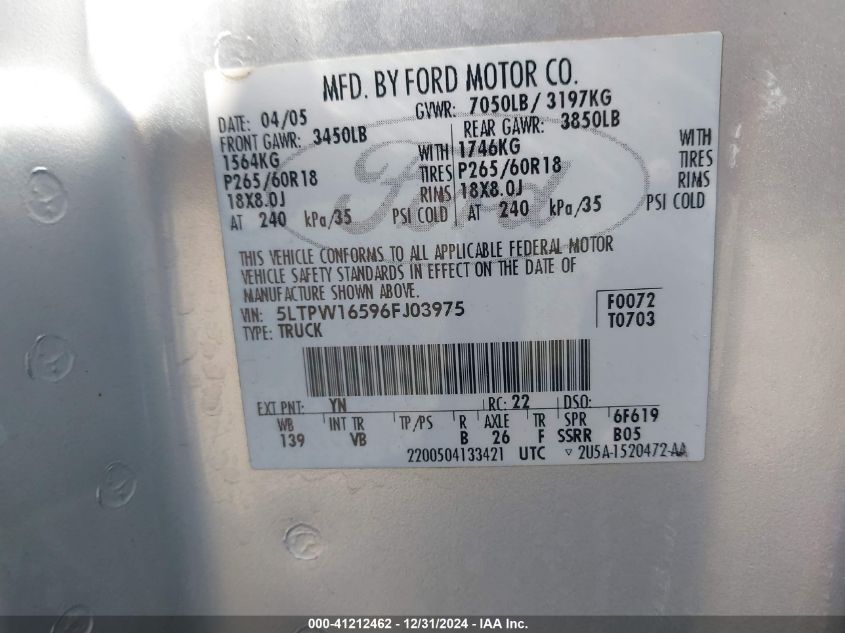 MFD. BY FORD MOTOR CO.
DATE: 04/05 GVWR: 7050LB/ 3197KG
FRONT GAWR: 3450LB REAR GAWR: 3850LB
1564KG WITH 1746KG WITH
P265/60R18 TIRES P265/60R18 TIRES
18X8.0J RIMS 18X8.0J RIMS
AT 240 kPa/35 PSI COLD AT 240 kPa/35 PSI COLD
Ford
THIS VEHICLE CONFORMS TO ALL APPLICABLE FEDERAL MOTOR
VEHICLE SAFETY STANDARDS IN EFFECT ON THE DATE OF
MANUFACTURE SHOWN ABOVE.
VIN: 5LTPW16596FJ03975 F0072
TYPE: TRUCK T0703
EXT PNT: YN RC: 22 DSO:
WB INT TR TP/PS R AXLE TR SPR 6F619
139 VB B 26 F SSRR B05
2200504133421 UTC ▽ 2U5A-1520472-AA
000-41212462 - 12/31/2024 - IAA Inc.